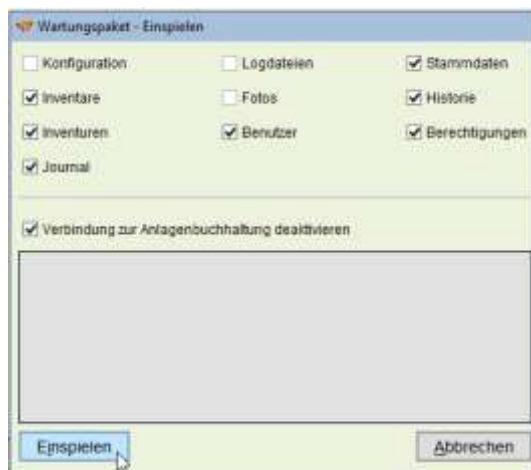 Wartungspaket - Einspielen
Konfiguration Logdateien Stammdaten
Inventare Fotos Historie
Inventuren Benutzer Berechtigungen
Journal
Verbindung zur Anlagenbuchhaltung deaktivieren
Einspielen Abbrechen